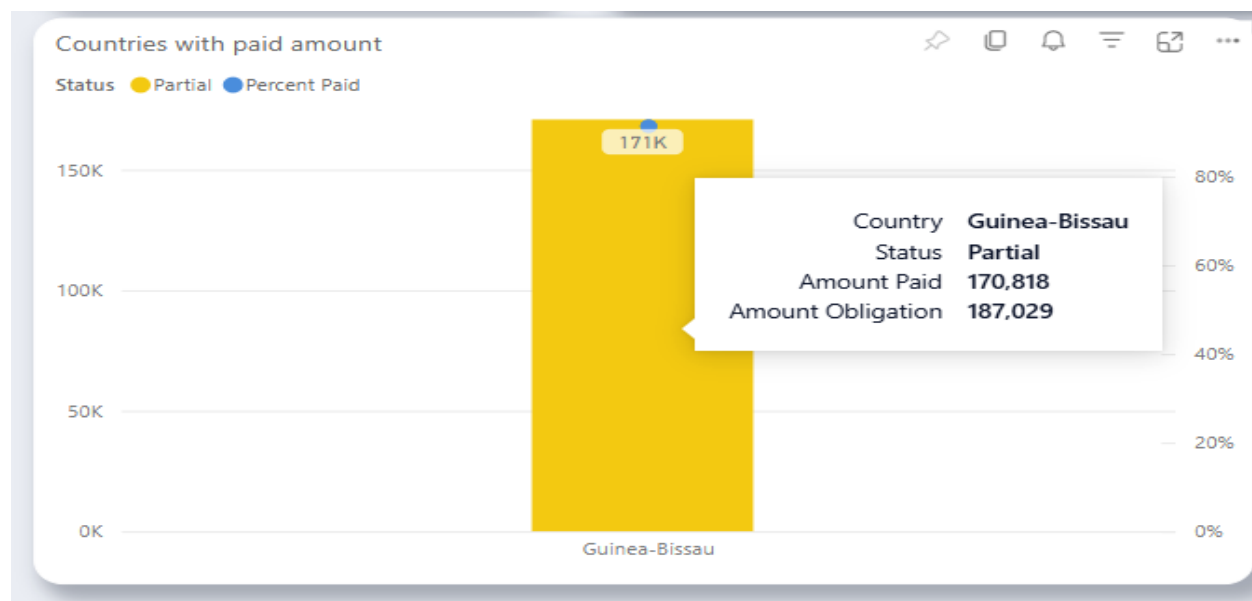 Countries with paid amount
Status Partial Percent Paid
171K
150K
100K
50K
0K
80%
60%
40%
20%
0%
Country Guinea-Bissau
Status Partial
Amount Paid 170,818
Amount Obligation 187,029
Guinea-Bissau